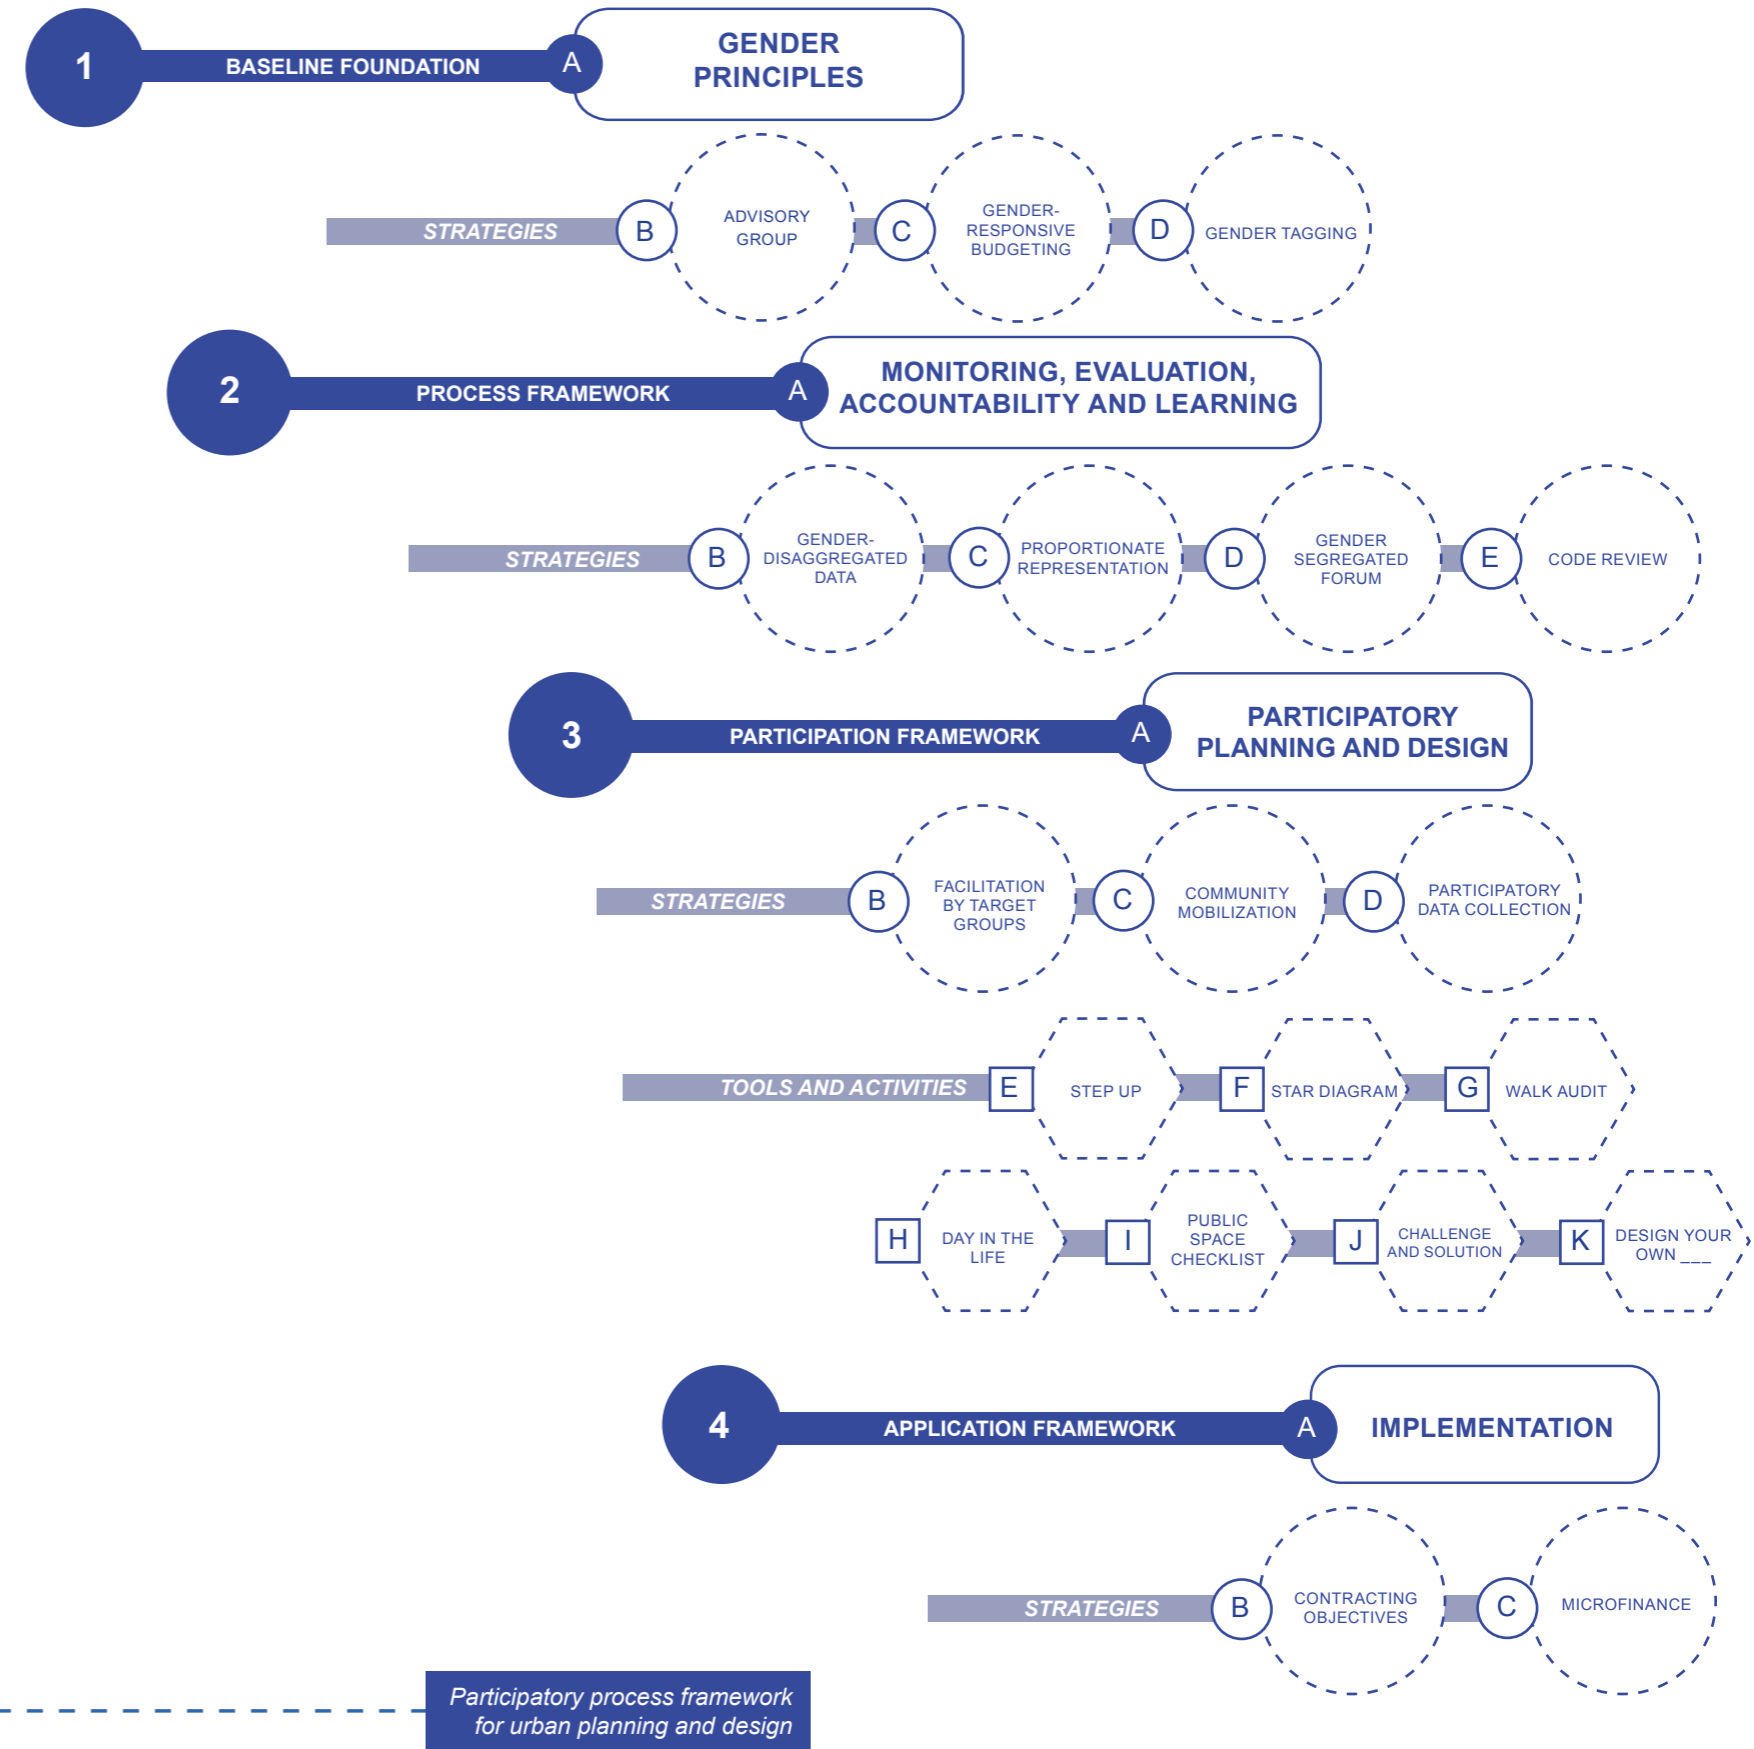 1
BASELINE FOUNDATION
A
GENDER
PRINCIPLES
STRATEGIES
B
ADVISORY
GROUP
C
GENDER-
RESPONSIVE
BUDGETING
D
GENDER TAGGING
2
PROCESS FRAMEWORK
A
MONITORING, EVALUATION,
ACCOUNTABILITY AND LEARNING
STRATEGIES
B
GENDER-
DISAGGREGATED
DATA
C
PROPORTIONATE
REPRESENTATION
D
GENDER
SEGREGATED
FORUM
E
CODE REVIEW
3
PARTICIPATION FRAMEWORK
A
PARTICIPATORY
PLANNING AND DESIGN
STRATEGIES
B
FACILITATION
BY TARGET
GROUPS
C
COMMUNITY
MOBILIZATION
D
PARTICIPATORY
DATA COLLECTION
TOOLS AND ACTIVITIES
E
STEP UP
F
STAR DIAGRAM
G
WALK AUDIT
H
DAY IN THE
LIFE
I
PUBLIC
SPACE
CHECKLIST
J
CHALLENGE
AND SOLUTION
K
DESIGN YOUR
OWN ___
4
APPLICATION FRAMEWORK
A
IMPLEMENTATION
STRATEGIES
B
CONTRACTING
OBJECTIVES
C
MICROFINANCE
Participatory process framework
for urban planning and design